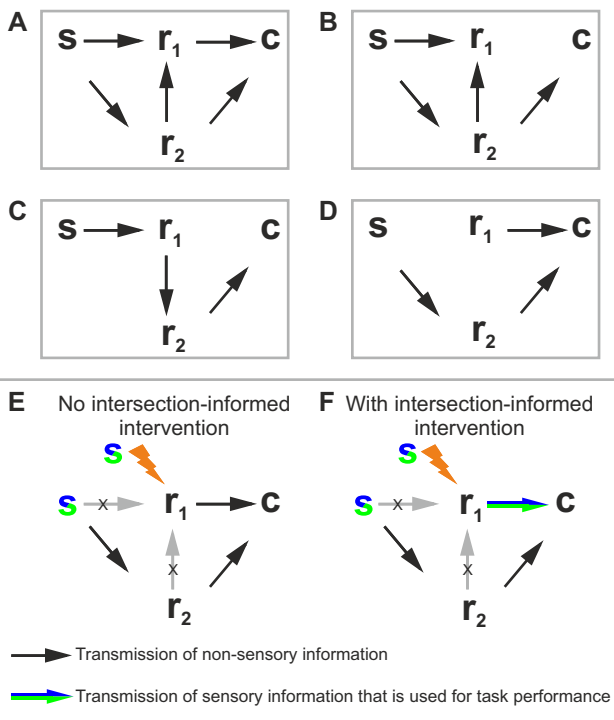 A
s r₁ c
r₂
B
s r₁ c
r₂
C
s r₁ c
r₂
D
s r₁ c
r₂
E
No intersection-informed
intervention
s
s x r₁ c
x
r₂
F
With intersection-informed
intervention
s
s x r₁ c
x
r₂
Transmission of non-sensory information
Transmission of sensory information that is used for task performance